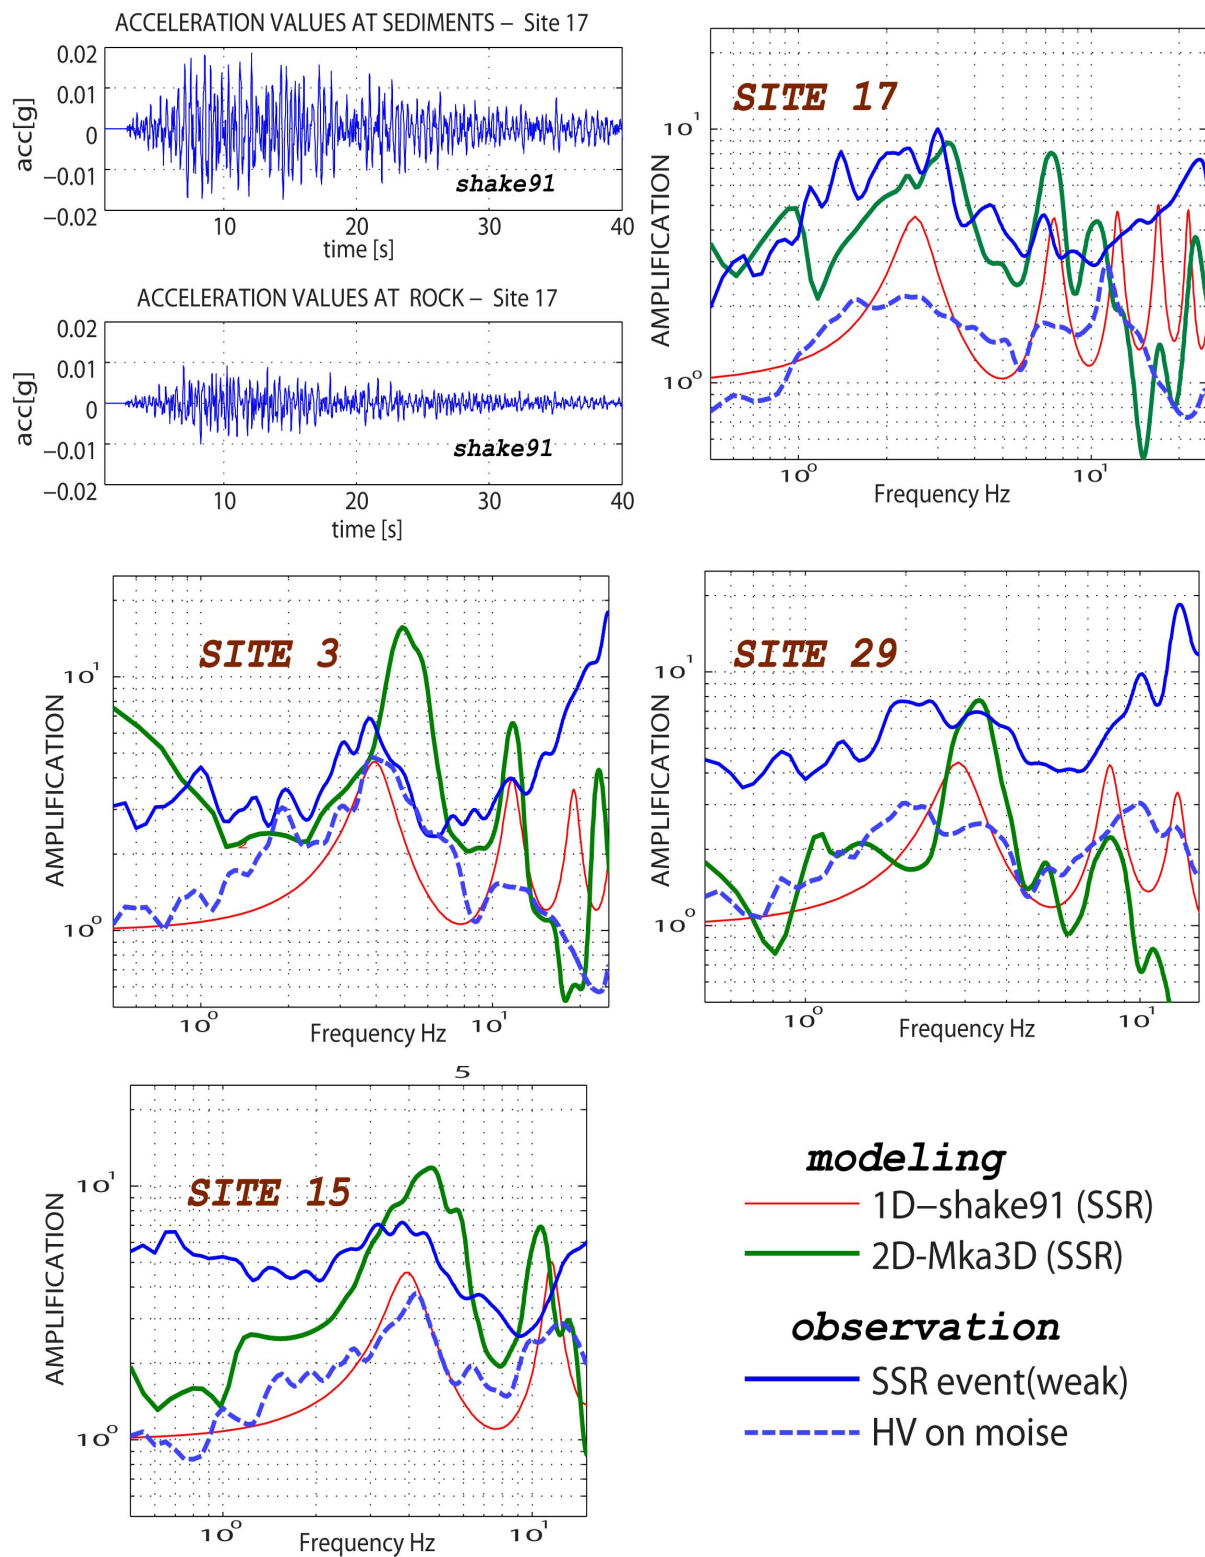 ACCELERATION VALUES AT SEDIMENTS – Site 17
0.02
0.01
0
−0.01
−0.02
acc[g]
shake91
10 20 30 40
time [s]
ACCELERATION VALUES AT ROCK – Site 17
0.02
0.01
0
−0.01
−0.02
acc[g]
shake91
10 20 30 40
time [s]
SITE 17
10¹
10⁰
AMPLIFICATION
10⁰ 10¹
Frequency Hz
SITE 3
10¹
10⁰
AMPLIFICATION
10⁰ 10¹
Frequency Hz
SITE 29
10¹
10⁰
AMPLIFICATION
10⁰ 10¹
Frequency Hz
5
SITE 15
10¹
10⁰
AMPLIFICATION
10⁰ 10¹
Frequency Hz
modeling
1D−shake91 (SSR)
2D-Mka3D (SSR)
observation
SSR event(weak)
HV on moise